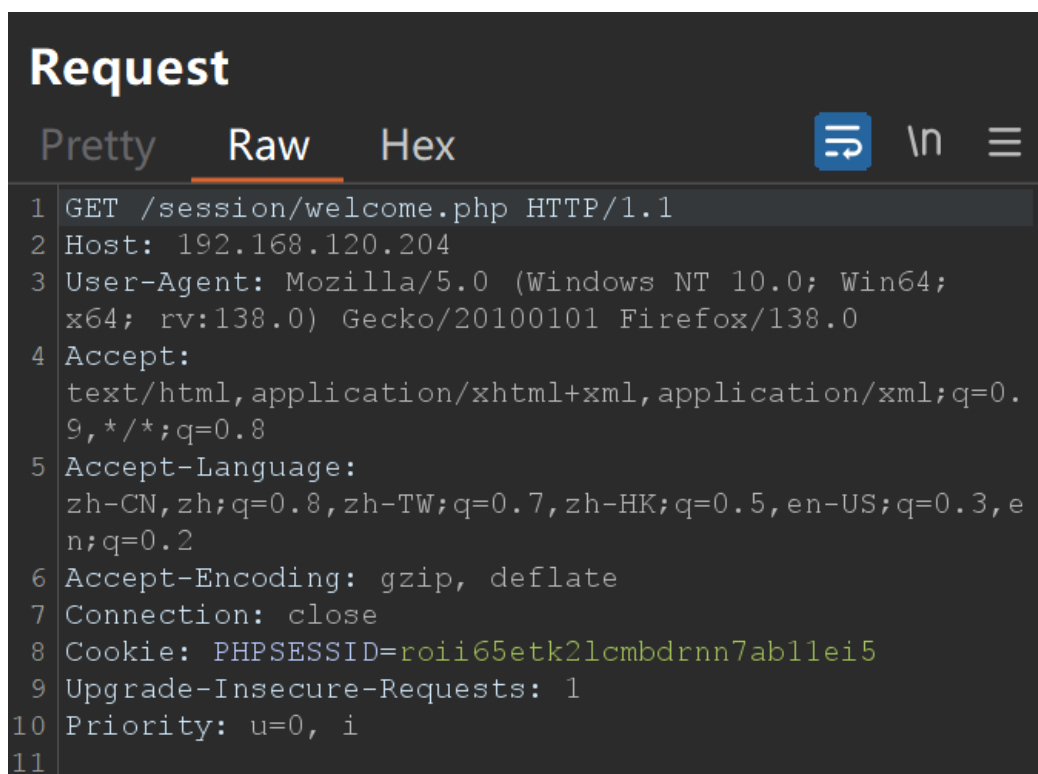 Request
Pretty Raw Hex \n
1 GET /session/welcome.php HTTP/1.1
2 Host: 192.168.120.204
3 User-Agent: Mozilla/5.0 (Windows NT 10.0; Win64;
x64; rv:138.0) Gecko/20100101 Firefox/138.0
4 Accept:
text/html,application/xhtml+xml,application/xml;q=0.
9,*/*;q=0.8
5 Accept-Language:
zh-CN,zh;q=0.8,zh-TW;q=0.7,zh-HK;q=0.5,en-US;q=0.3,e
n;q=0.2
6 Accept-Encoding: gzip, deflate
7 Connection: close
8 Cookie: PHPSESSID=roii65etk2lcmbdrnn7ab11ei5
9 Upgrade-Insecure-Requests: 1
10 Priority: u=0, i
11